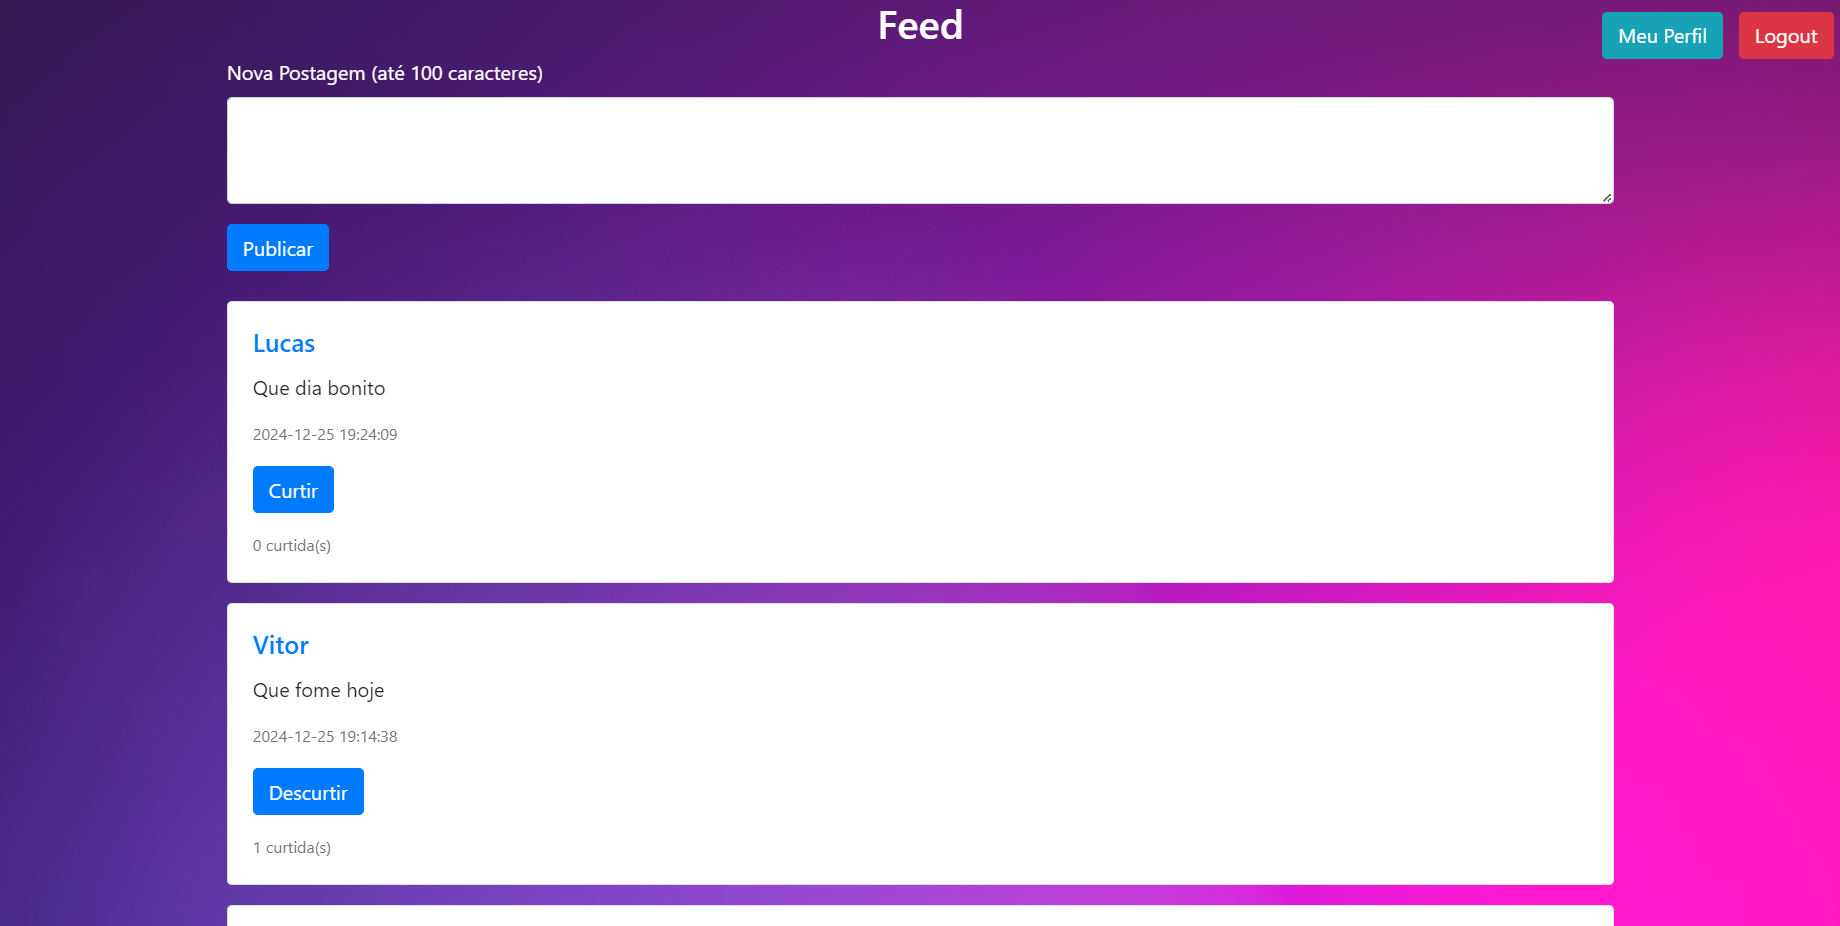 Feed
Meu Perfil
Logout
Nova Postagem (até 100 caracteres)
Publicar
Lucas
Que dia bonito
2024-12-25 19:24:09
Curtir
0 curtida(s)
Vitor
Que fome hoje
2024-12-25 19:14:38
Descurtir
1 curtida(s)